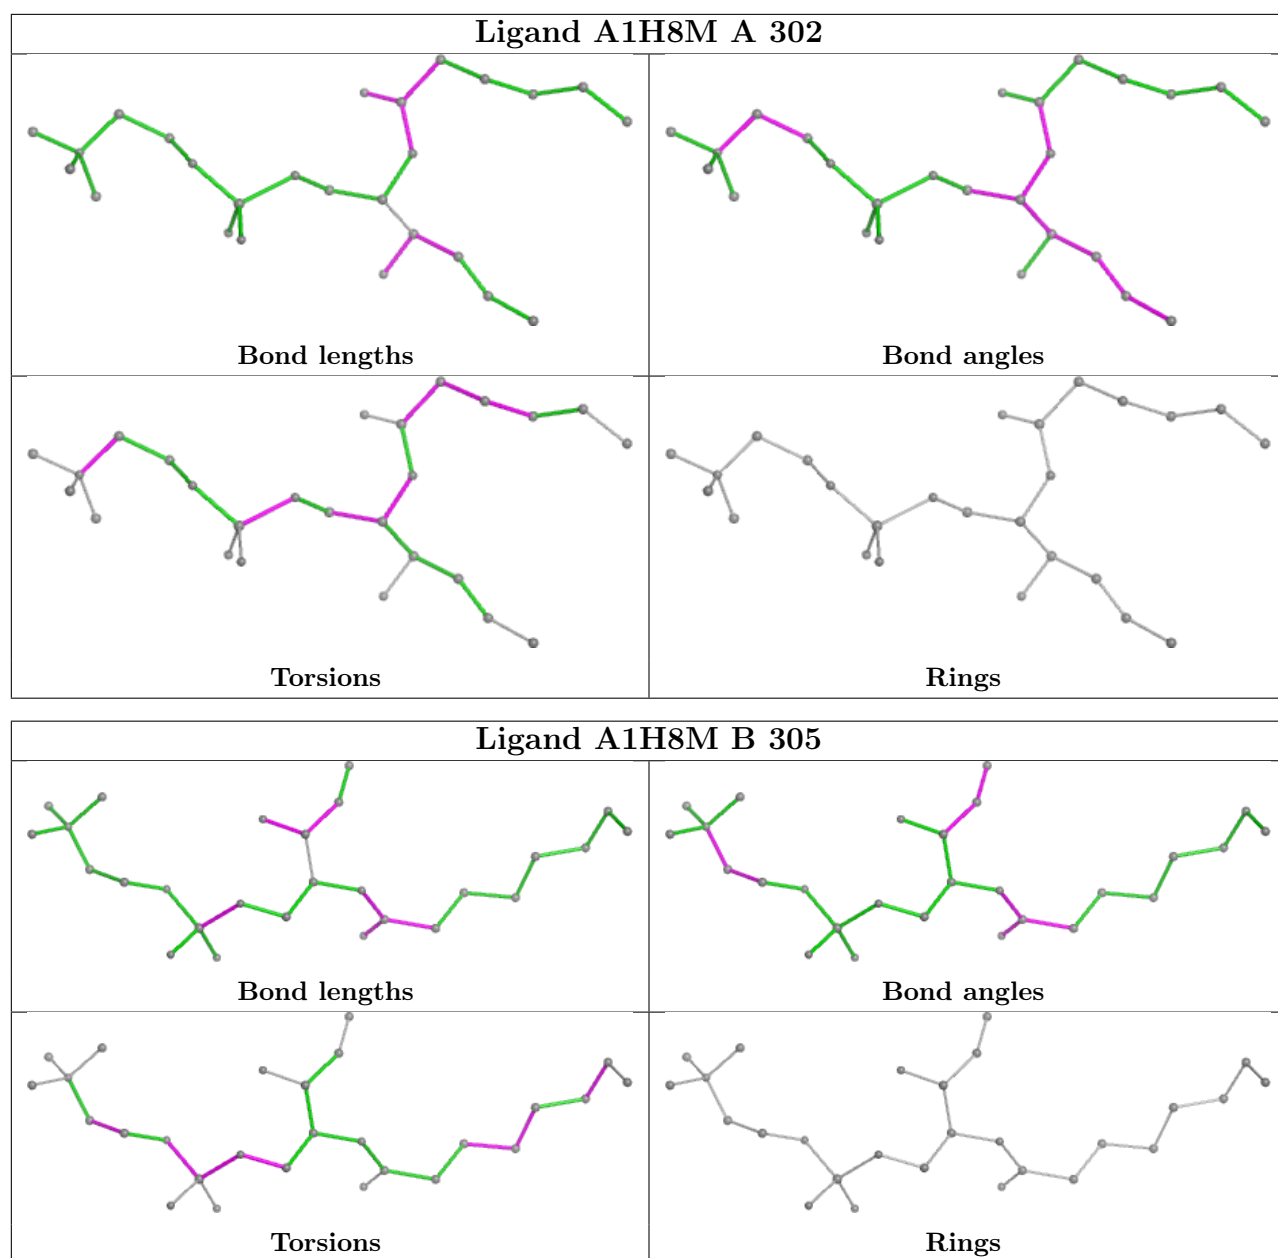 Ligand A1H8M A 302
Bond lengths
Bond angles
Torsions
Rings
Ligand A1H8M B 305
Bond lengths
Bond angles
Torsions
Rings